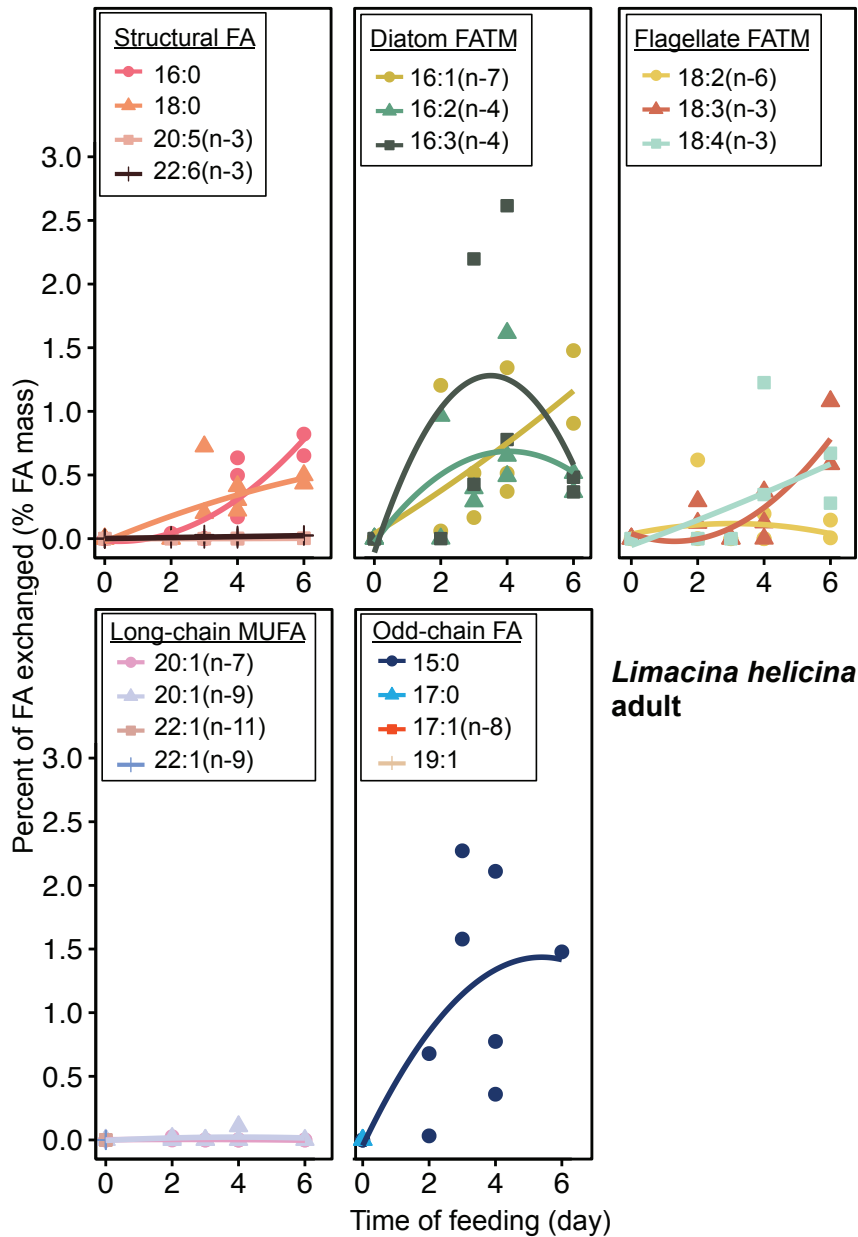 Structural FA
16:0
18:0
20:5(n-3)
22:6(n-3)
Diatom FATM
16:1(n-7)
16:2(n-4)
16:3(n-4)
Flagellate FATM
18:2(n-6)
18:3(n-3)
18:4(n-3)
3.0
2.5
2.0
1.5
1.0
0.5
0.0
0 2 4 6
0 2 4 6
0 2 4 6
Percent of FA exchanged (% FA mass)
Long-chain MUFA
20:1(n-7)
20:1(n-9)
22:1(n-11)
22:1(n-9)
Odd-chain FA
15:0
17:0
17:1(n-8)
19:1
Limacina helicina
adult
3.0
2.5
2.0
1.5
1.0
0.5
0.0
0 2 4 6
0 2 4 6
Time of feeding (day)